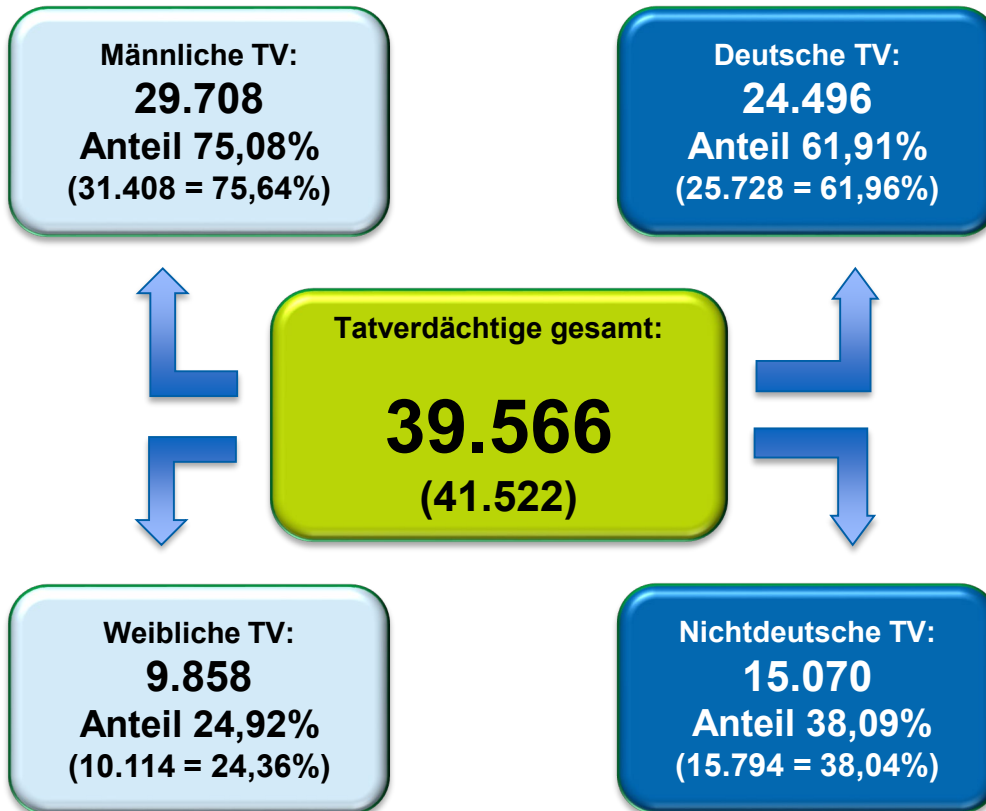 Männliche TV:
29.708
Anteil 75,08%
(31.408 = 75,64%)
Deutsche TV:
24.496
Anteil 61,91%
(25.728 = 61,96%)
Tatverdächtige gesamt:
39.566
(41.522)
Weibliche TV:
9.858
Anteil 24,92%
(10.114 = 24,36%)
Nichtdeutsche TV:
15.070
Anteil 38,09%
(15.794 = 38,04%)